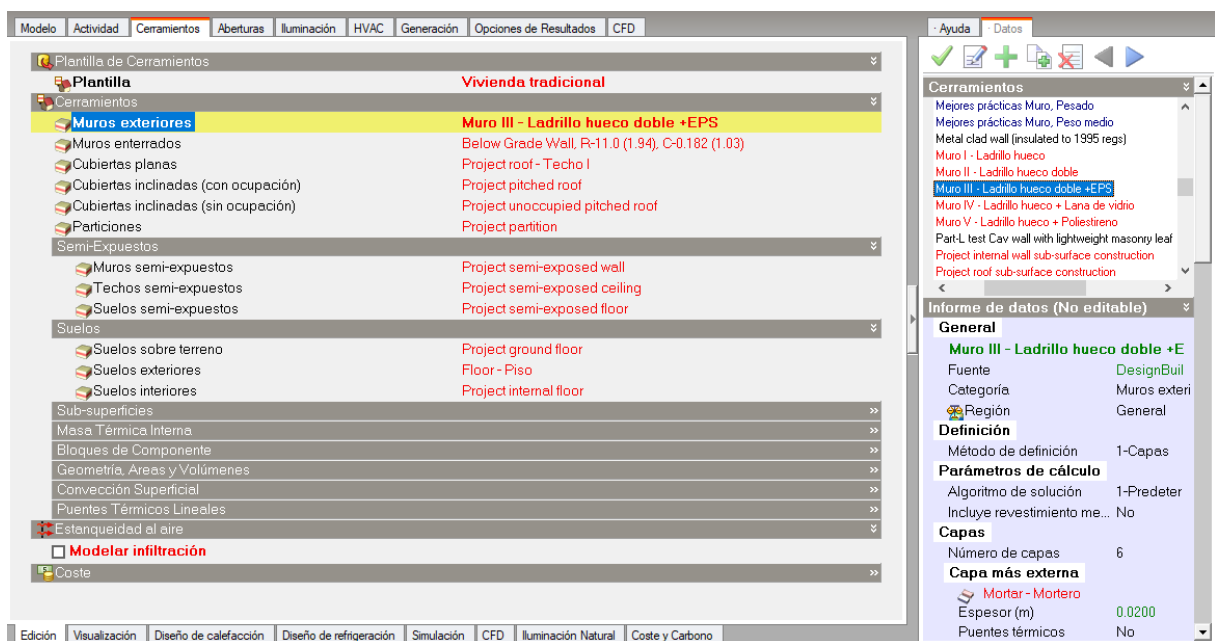 Modelo Actividad Cerramientos Aberturas Iluminación HVAC Generación Opciones de Resultados CFD
Plantilla de Cerramientos
Plantilla Vivienda tradicional
Cerramientos
Muros exteriores Muro III - Ladrillo hueco doble +EPS
Muros enterrados Below Grade Wall, R-11.0 (1.94), C-0.182 (1.03)
Cubiertas planas Project roof - Techo I
Cubiertas inclinadas (con ocupación) Project pitched roof
Cubiertas inclinadas (sin ocupación) Project unoccupied pitched roof
Particiones Project partition
Semi-Expuestos
Muros semi-expuestos Project semi-exposed wall
Techos semi-expuestos Project semi-exposed ceiling
Suelos semi-expuestos Project semi-exposed floor
Suelos
Suelos sobre terreno Project ground floor
Suelos exteriores Floor - Piso
Suelos interiores Project internal floor
Sub-superficies
Masa Térmica Interna
Bloques de Componente
Geometría, Areas y Volúmenes
Convección Superficial
Puentes Térmicos Lineales
Estanqueidad al aire
Modelar infiltración
Coste
Edición Visualización Diseño de calefacción Diseño de refrigeración Simulación CFD Iluminación Natural Coste y Carbono
Ayuda Datos
Cerramientos
Mejores prácticas Muro, Pesado
Mejores prácticas Muro, Peso medio
Metal clad wall (insulated to 1995 regs)
Muro I - Ladrillo hueco
Muro II - Ladrillo hueco doble
Muro III - Ladrillo hueco doble +EPS
Muro IV - Ladrillo hueco + Lana de vidrio
Muro V - Ladrillo hueco + Poliestireno
Part-L test Cav wall with lightweight masonry leaf
Project internal wall sub-surface construction
Project roof sub-surface construction
Informe de datos (No editable)
General
Muro III - Ladrillo hueco doble +E
Fuente DesignBuil
Categoría Muros exteri
Región General
Definición
Método de definición 1-Capas
Parámetros de cálculo
Algoritmo de solución 1-Predeter
Incluye revestimiento me... No
Capas
Número de capas 6
Capa más externa
Mortar - Mortero
Espesor (m) 0.0200
Puentes térmicos No